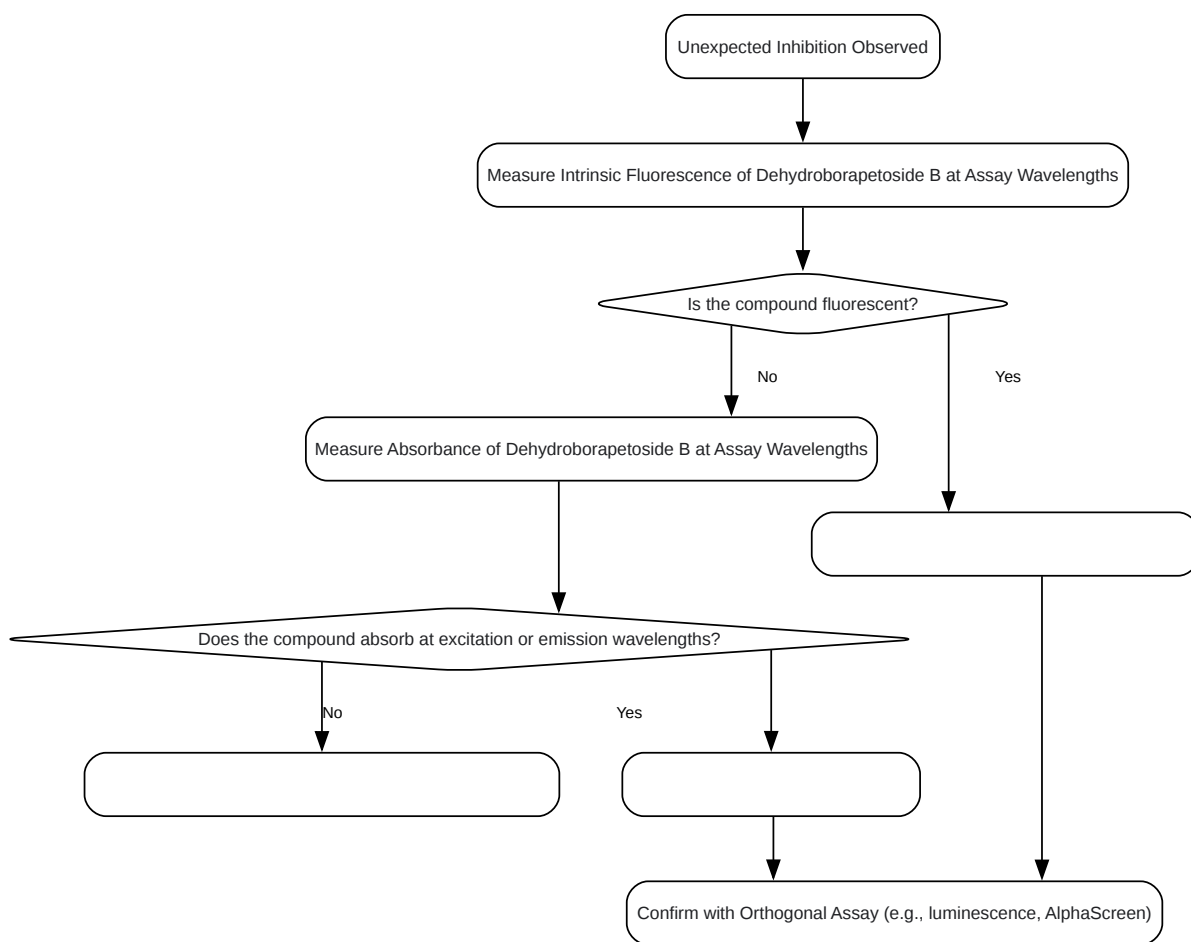 Unexpected Inhibition Observed
Measure Intrinsic Fluorescence of Dehydroborapetoside B at Assay Wavelengths
Is the compound fluorescent?
No
Yes
Measure Absorbance of Dehydroborapetoside B at Assay Wavelengths
Does the compound absorb at excitation or emission wavelengths?
No
Yes
Confirm with Orthogonal Assay (e.g., luminescence, AlphaScreen)